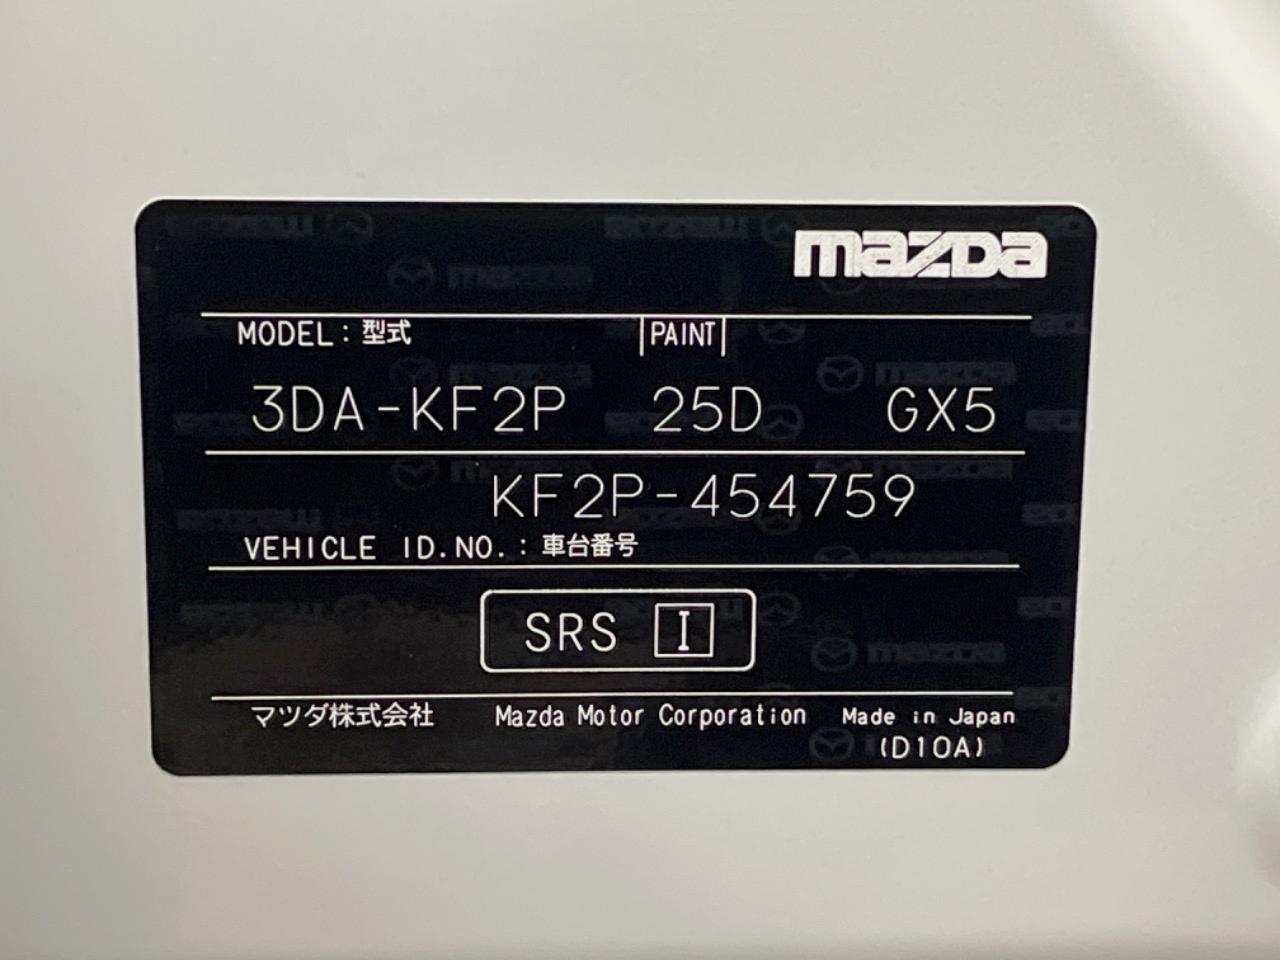 mazda
MODEL：型式 PAINT
3DA-KF2P 25D GX5
KF2P-454759
VEHICLE ID.NO.：車台番号
SRS I
マツダ株式会社 Mazda Motor Corporation Made in Japan
(D10A)